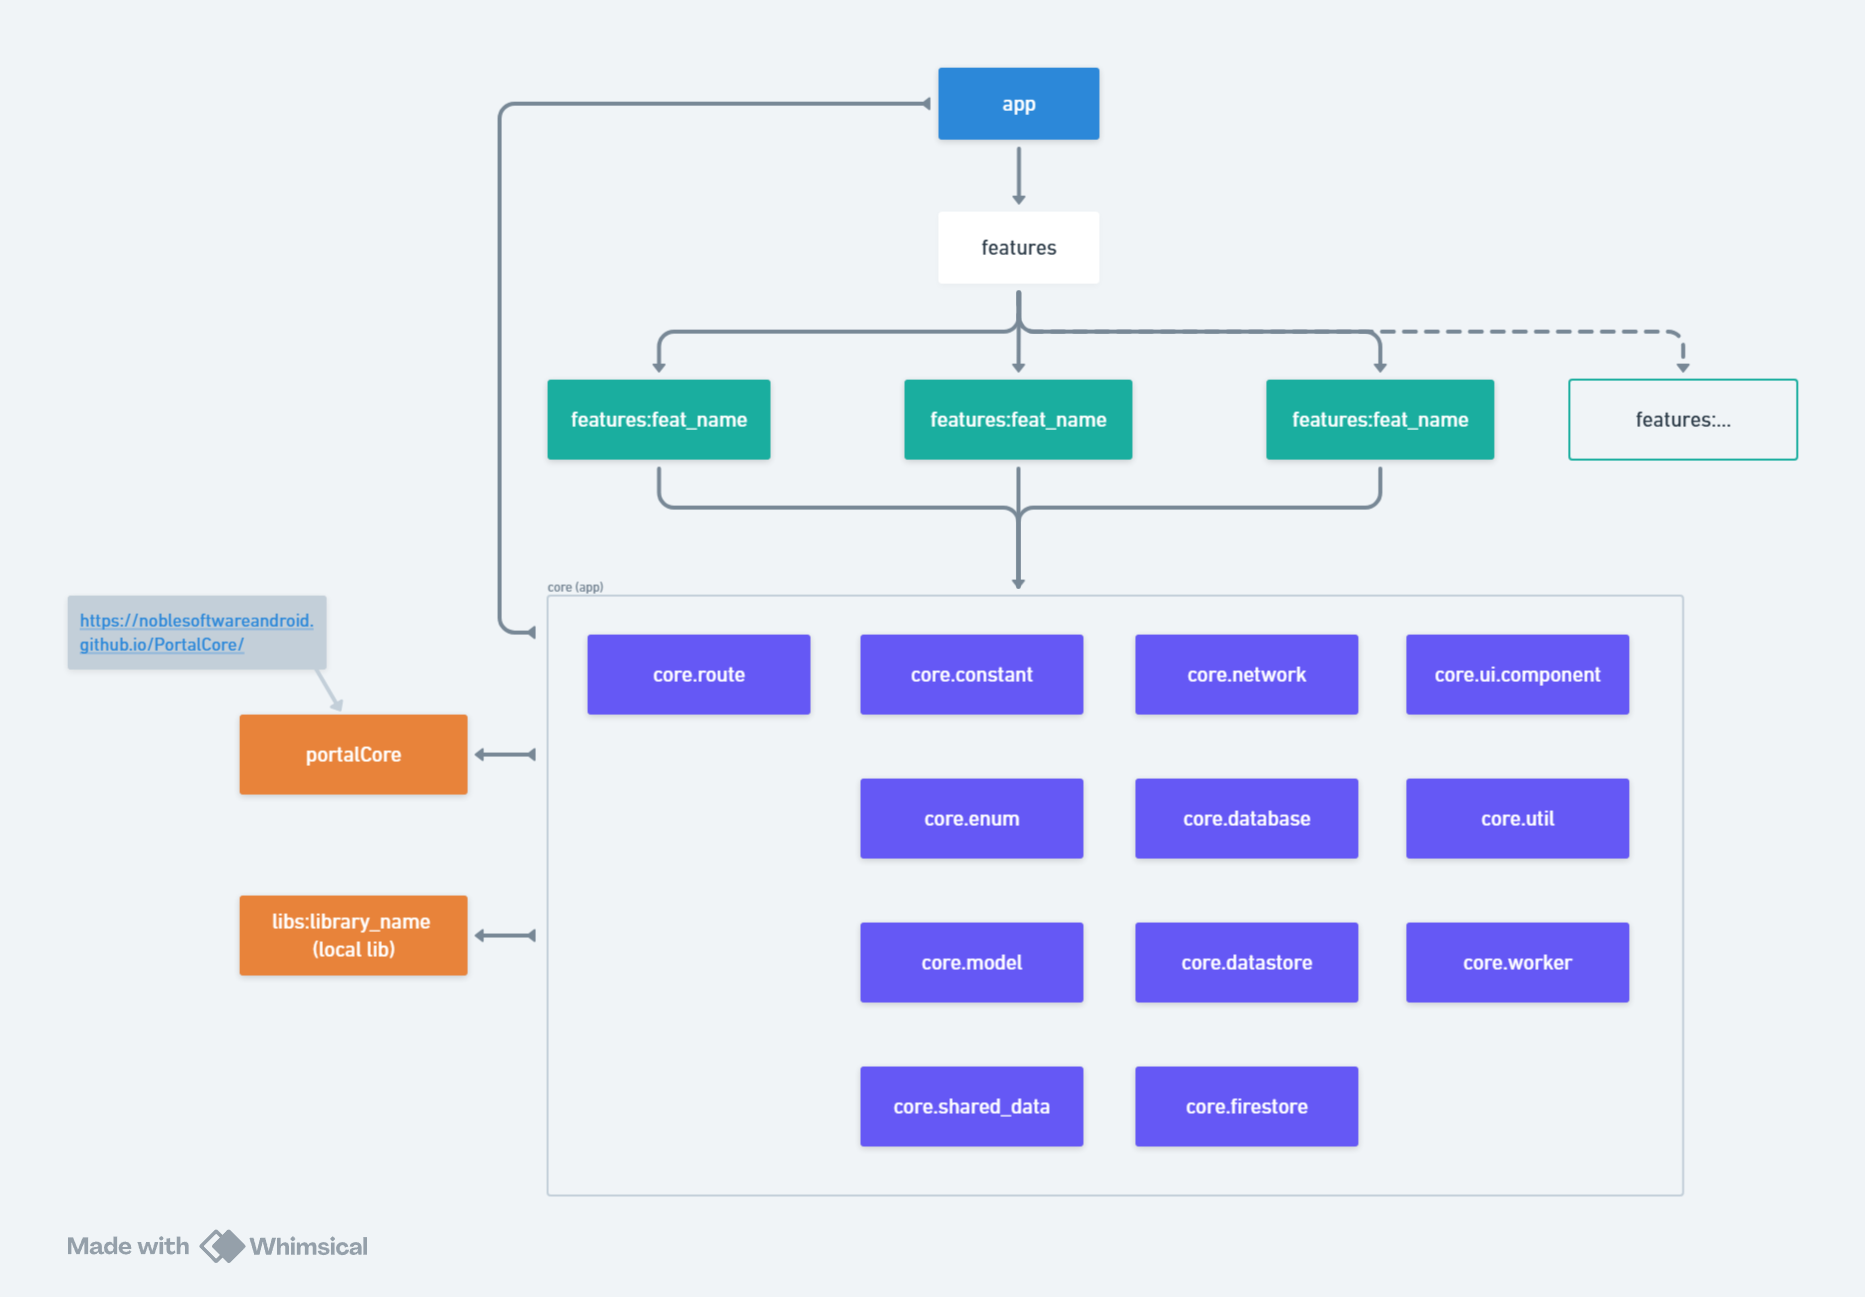 app
features
features:feat_name
features:feat_name
features:feat_name
features:...
core (app)
https://noblesoftwareandroid.
github.io/PortalCore/
core.route
core.constant
core.network
core.ui.component
portalCore
core.enum
core.database
core.util
libs:library_name
(local lib)
core.model
core.datastore
core.worker
core.shared_data
core.firestore
Made with Whimsical